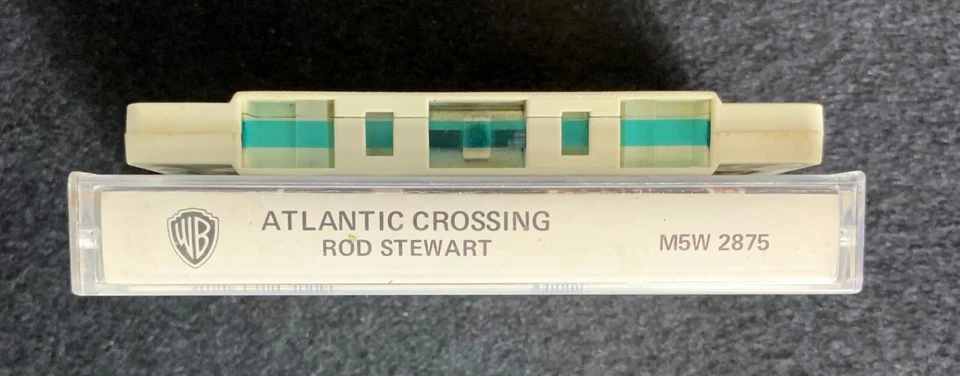 WB
ATLANTIC CROSSING
ROD STEWART
M5W 2875